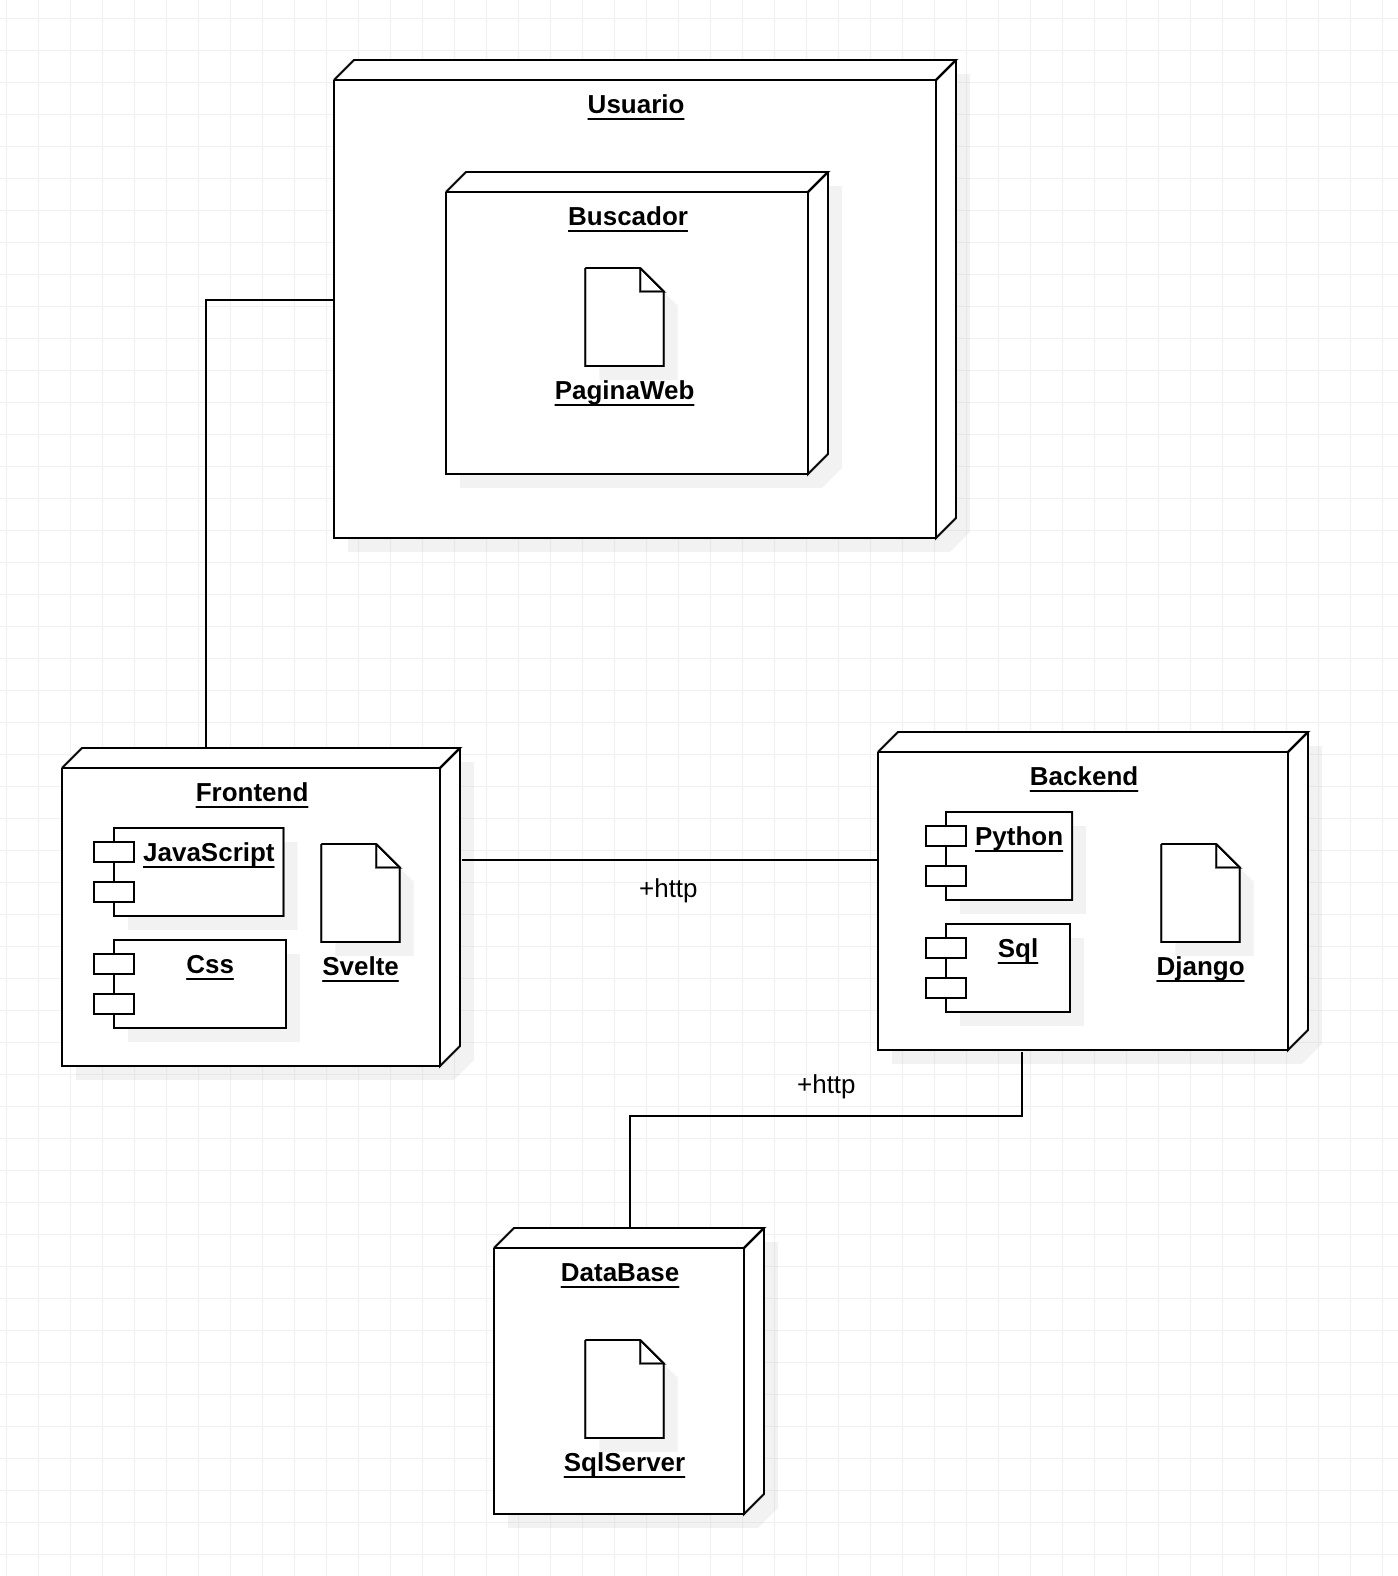 Usuario
Buscador
PaginaWeb
Frontend
JavaScript
Css
Svelte
+http
Backend
Python
Sql
Django
+http
DataBase
SqlServer